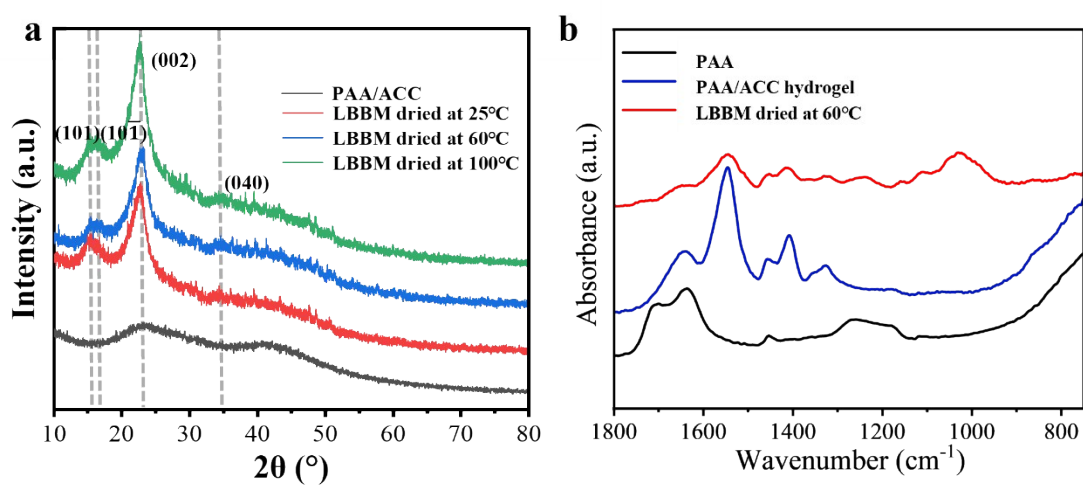 a
Intensity (a.u.)
(002)
PAA/ACC
LBBM dried at 25℃
LBBM dried at 60℃
LBBM dried at 100℃
(101)
(101̅)
(040)
10 20 30 40 50 60 70 80
2θ (°)
b
Absorbance (a.u.)
PAA
PAA/ACC hydrogel
LBBM dried at 60℃
1800 1600 1400 1200 1000 800
Wavenumber (cm⁻¹)